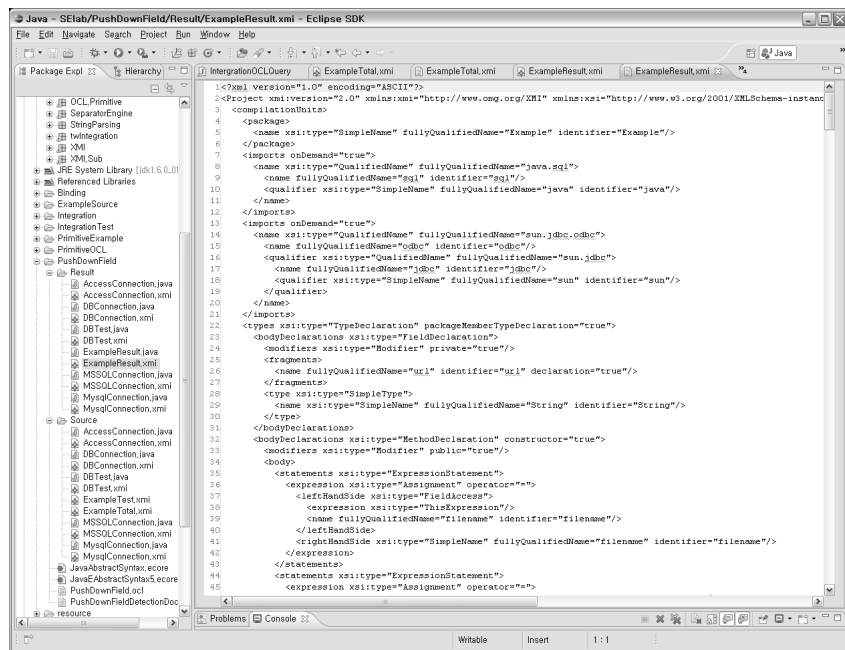 Java - SElab/PushDownField/Result/ExampleResult.xmi - Eclipse SDK
File Edit Navigate Search Project Run Window Help
Java
Package Expl
Hierarchy
IntergrationOCLQuery
ExampleTotal,xmi
ExampleTotal,xmi
ExampleResult,xmi
ExampleResult,xmi
4
OCL,Primitive
SeparatorEngine
StringParsing
twIntegration
XMI
XMI,Sub
JRE System Library [jdk1,6,0_01
Referenced Libraries
Binding
ExampleSource
Integration
IntegrationTest
PrimitiveExample
PrimitiveOCL
PushDownField
Result
AccessConnection,java
AccessConnection,xmi
DBConnection,java
DBConnection,xmi
DBTest,java
DBTest,xmi
ExampleResult,java
ExampleResult,xmi
MSSQLConnection,java
MSSQLConnection,xmi
MysqlConnection,java
MysqlConnection,xmi
Source
AccessConnection,java
AccessConnection,xmi
DBConnection,java
DBConnection,xmi
DBTest,java
DBTest,xmi
ExampleTest,xmi
ExampleTotal,xmi
MSSQLConnection,java
MSSQLConnection,xmi
MysqlConnection,java
MysqlConnection,xmi
JavaAbstractSyntax,ecore
JavaEAbstractSyntax5,ecore
PushDownField,ocl
PushDownFieldDetectionDoc
resource
1 <?xml version="1.0" encoding="ASCII"?>
2 <Project xmi:version="2.0" xmlns:xmi="http://www.omg.org/XMI" xmlns:xsi="http://www.w3.org/2001/XMLSchema-instanc
3 <compilationUnits>
4 <package>
5 <name xsi:type="SimpleName" fullyQualifiedName="Example" identifier="Example"/>
6 </package>
7 <imports onDemand="true">
8 <name xsi:type="QualifiedName" fullyQualifiedName="java.sql">
9 <name fullyQualifiedName="sql" identifier="sql"/>
10 <qualifier xsi:type="SimpleName" fullyQualifiedName="java" identifier="java"/>
11 </name>
12 </imports>
13 <imports onDemand="true">
14 <name xsi:type="QualifiedName" fullyQualifiedName="sun.jdbc.odbc">
15 <name fullyQualifiedName="odbc" identifier="odbc"/>
16 <qualifier xsi:type="QualifiedName" fullyQualifiedName="sun.jdbc">
17 <name fullyQualifiedName="jdbc" identifier="jdbc"/>
18 <qualifier xsi:type="SimpleName" fullyQualifiedName="sun" identifier="sun"/>
19 </qualifier>
20 </name>
21 </imports>
22 <types xsi:type="TypeDeclaration" packageMemberTypeDeclaration="true">
23 <bodyDeclarations xsi:type="FieldDeclaration">
24 <modifiers xsi:type="Modifier" private="true"/>
25 <fragments>
26 <name fullyQualifiedName="url" identifier="url" declaration="true"/>
27 </fragments>
28 <type xsi:type="SimpleType">
29 <name xsi:type="SimpleName" fullyQualifiedName="String" identifier="String"/>
30 </type>
31 </bodyDeclarations>
32 <bodyDeclarations xsi:type="MethodDeclaration" constructor="true">
33 <modifiers xsi:type="Modifier" public="true"/>
34 <body>
35 <statements xsi:type="ExpressionStatement">
36 <expression xsi:type="Assignment" operator="=">
37 <leftHandSide xsi:type="FieldAccess">
38 <expression xsi:type="ThisExpression"/>
39 <name fullyQualifiedName="filename" identifier="filename"/>
40 </leftHandSide>
41 <rightHandSide xsi:type="SimpleName" fullyQualifiedName="filename" identifier="filename"/>
42 </expression>
43 </statements>
44 <statements xsi:type="ExpressionStatement">
45 <expression xsi:type="Assignment" operator="=">
Problems
Console
Writable
Insert
1 : 1